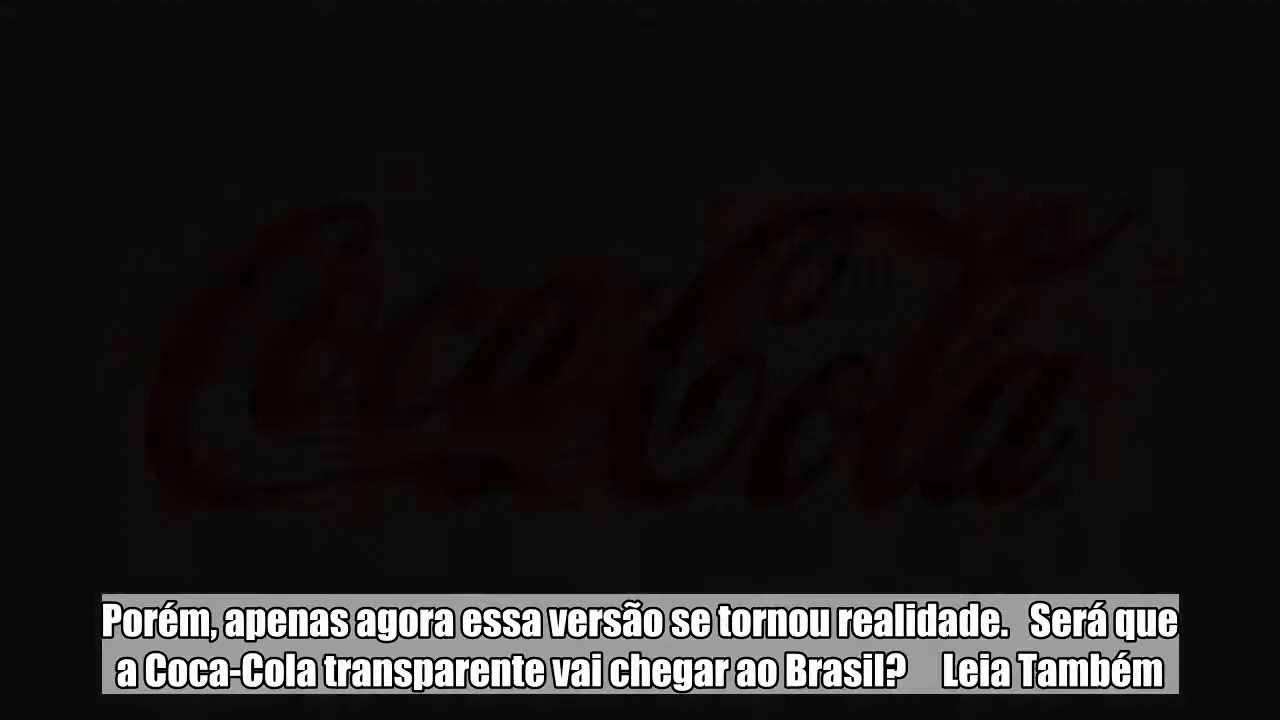 Coca-Cola
Porém, apenas agora essa versão se tornou realidade. Será que
a Coca-Cola transparente vai chegar ao Brasil? Leia Também